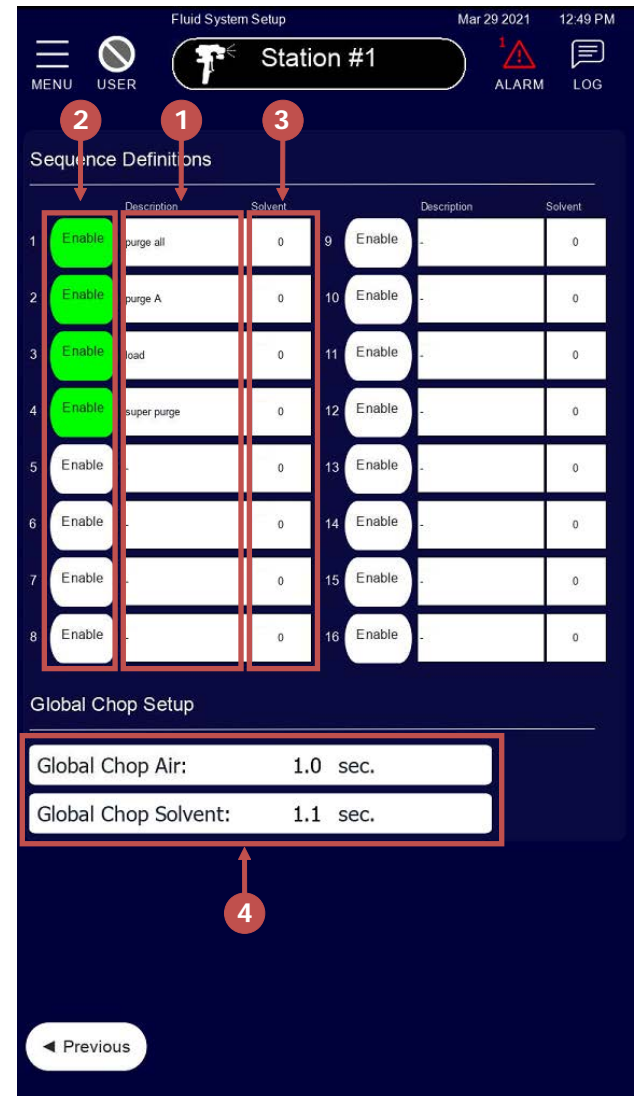 Fluid System Setup Mar 29 2021 12:49 PM
Station #1
1
MENU USER ALARM LOG
2 1 3
Sequence Definitions
Description Solvent Description Solvent
1 Enable purge all 0 9 Enable - 0
2 Enable purge A 0 10 Enable - 0
3 Enable load 0 11 Enable - 0
4 Enable super purge 0 12 Enable - 0
5 Enable - 0 13 Enable - 0
6 Enable - 0 14 Enable - 0
7 Enable - 0 15 Enable - 0
8 Enable - 0 16 Enable - 0
Global Chop Setup
Global Chop Air: 1.0 sec.
Global Chop Solvent: 1.1 sec.
4
◄ Previous